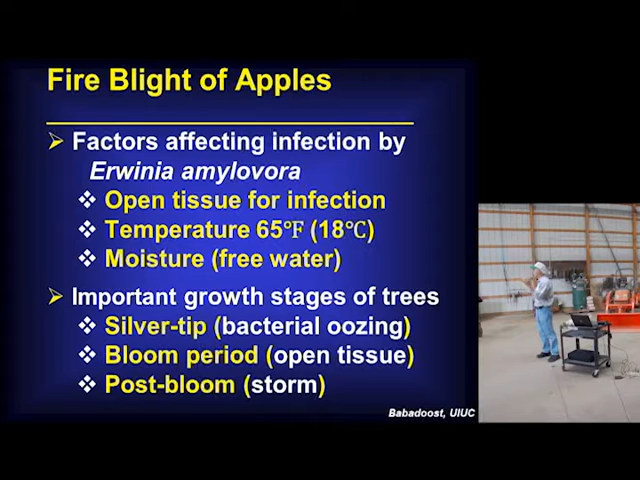 Fire Blight of Apples
Factors affecting infection by
Erwinia amylovora
Open tissue for infection
Temperature 65℉ (18℃)
Moisture (free water)
Important growth stages of trees
Silver-tip (bacterial oozing)
Bloom period (open tissue)
Post-bloom (storm)
Babadoost, UIUC